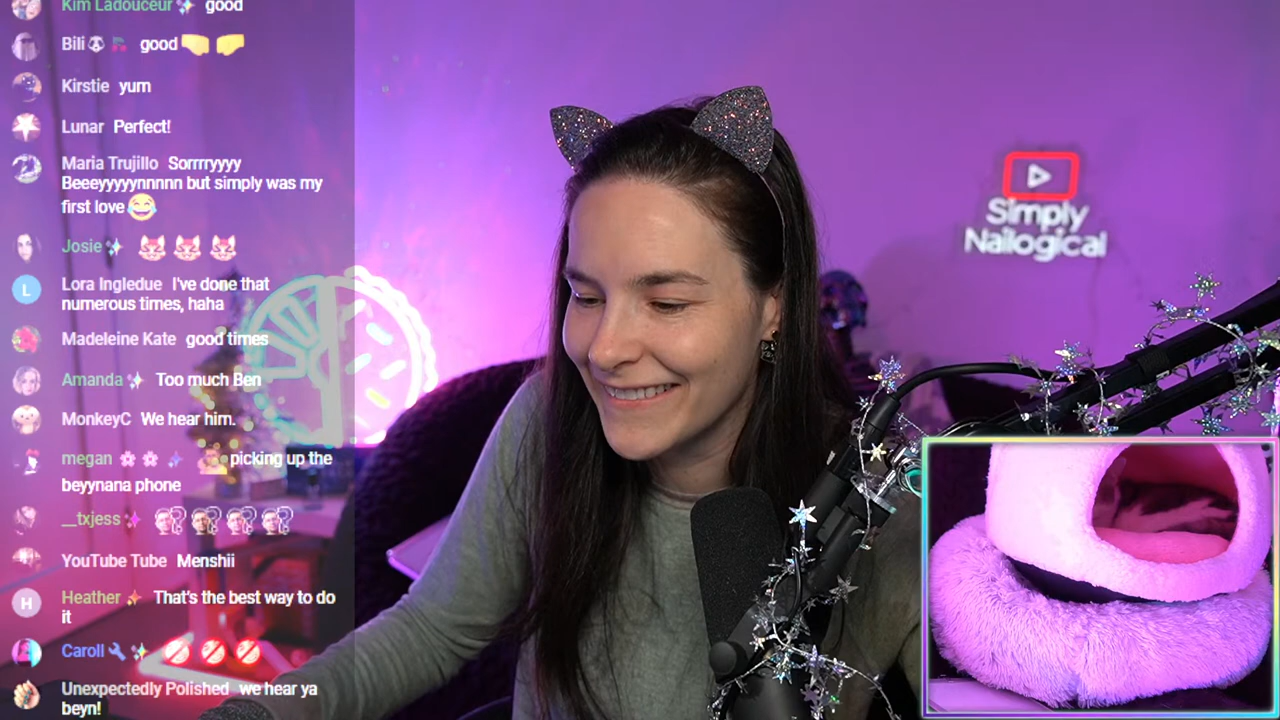 Kim Ladouceur good
Bili good
Kirstie yum
Lunar Perfect!
Maria Trujillo Sorrrryyyy
Beeeyyyyynnnnn but simply was my
first love
Josie
Lora Ingledue I've done that
numerous times, haha
Madeleine Kate good times
Amanda Too much Ben
MonkeyC We hear him.
megan picking up the
beyynana phone
__txjess
YouTube Tube Menshii
Heather That's the best way to do
it
Caroll
Unexpectedly Polished we hear ya
beyn!
L
H
Simply
Nailogical